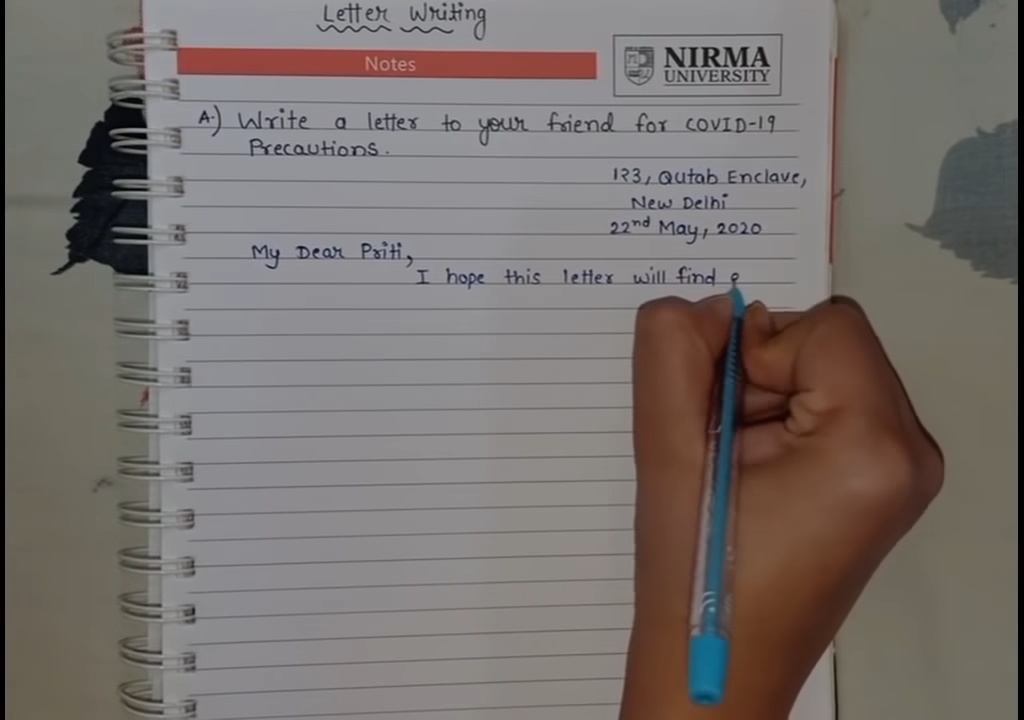 Letter Writing
Notes
NIRMA
UNIVERSITY
A.) Write a letter to your friend for COVID-19
Precautions.
123, Qutab Enclave,
New Delhi
22nd May, 2020
My Dear Priti,
I hope this letter will find